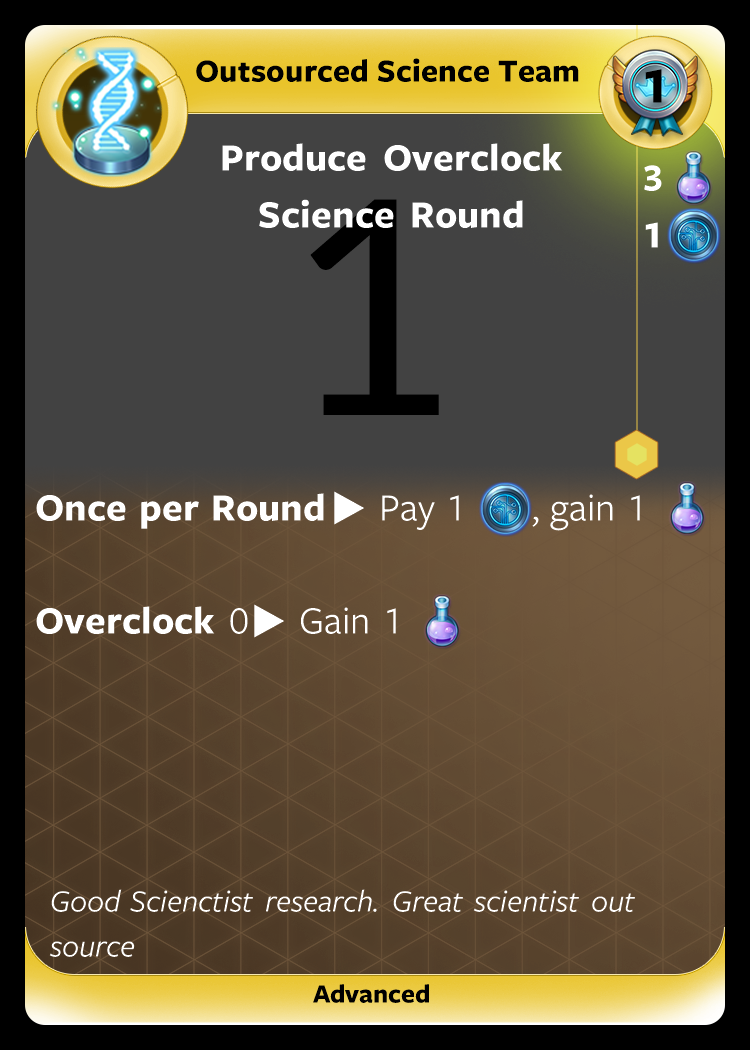 Outsourced Science Team
1
Produce Overclock
Science Round
3
1
1
Once per Round▶ Pay 1 , gain 1
Overclock 0▶ Gain 1
Good Scienctist research. Great scientist out
source
Advanced